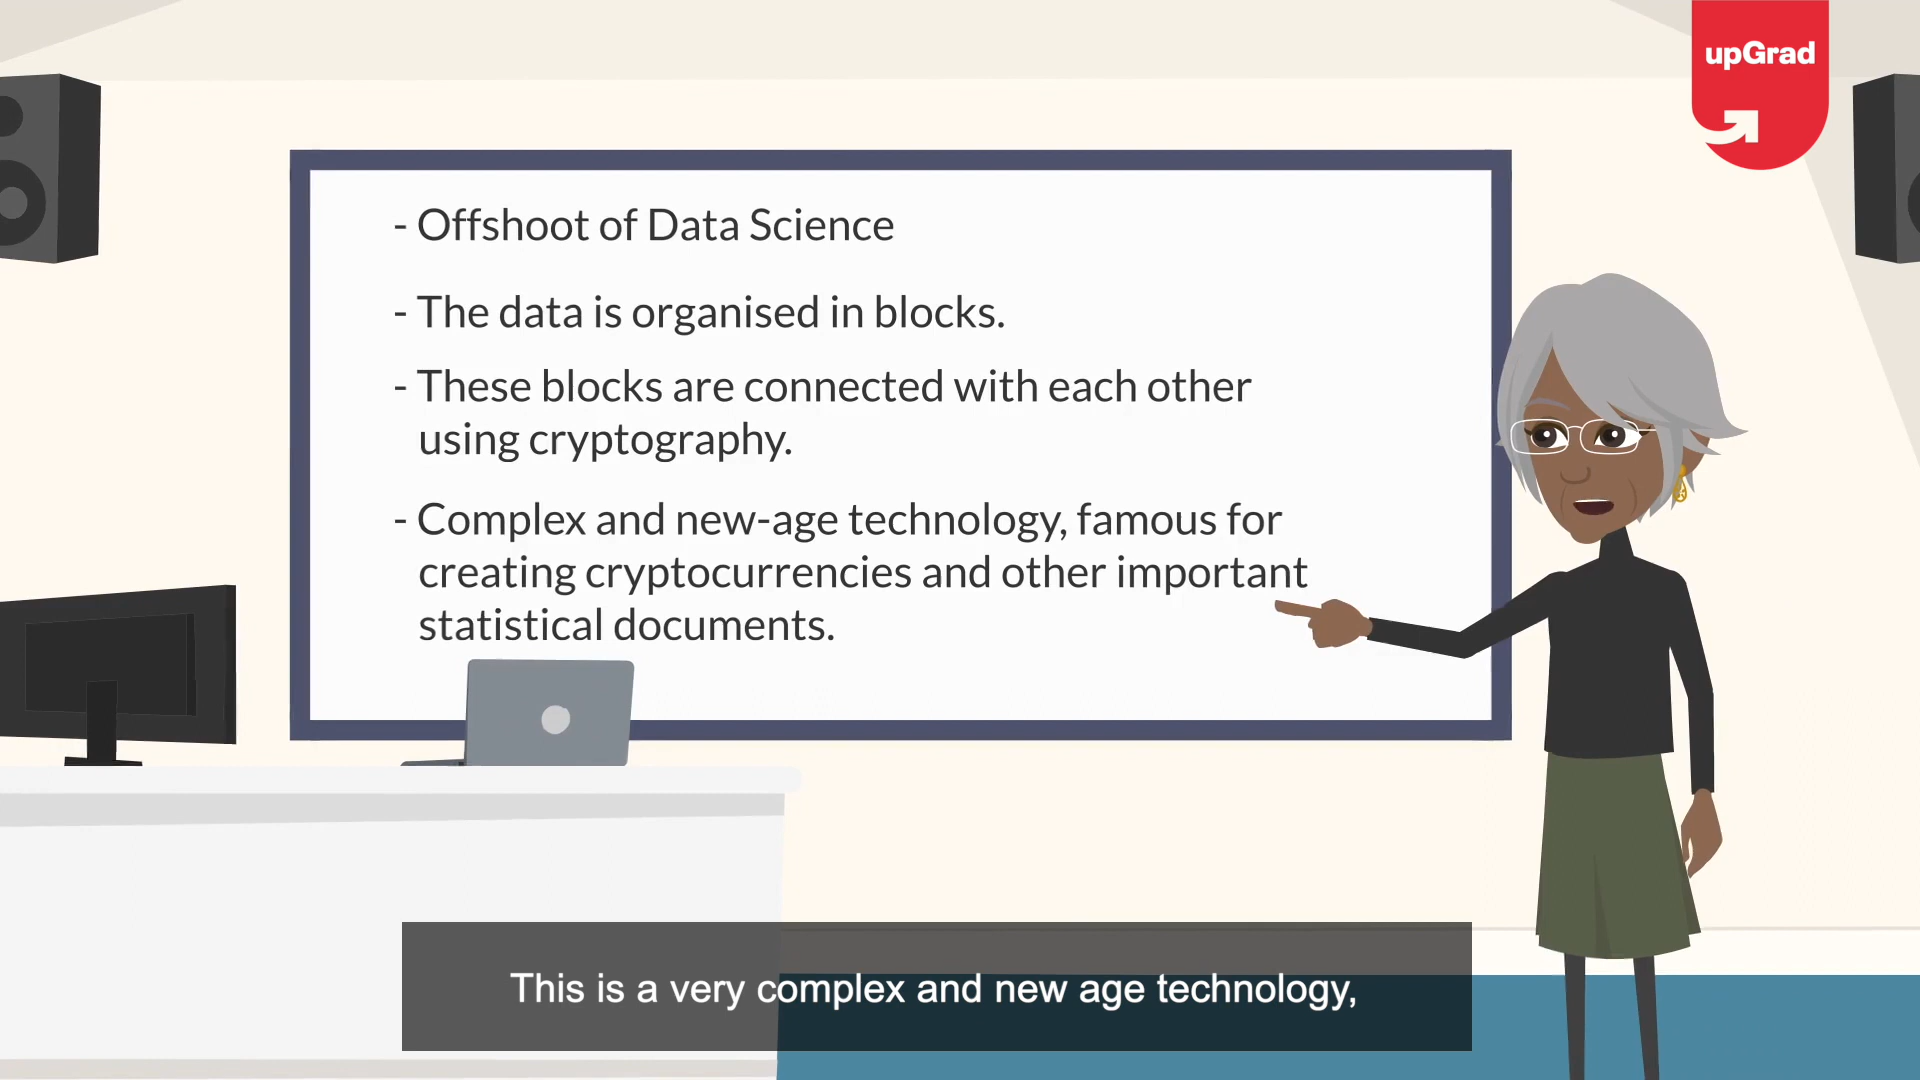 upGrad
- Offshoot of Data Science
- The data is organised in blocks.
- These blocks are connected with each other
using cryptography.
- Complex and new-age technology, famous for
creating cryptocurrencies and other important
statistical documents.
This is a very complex and new age technology,